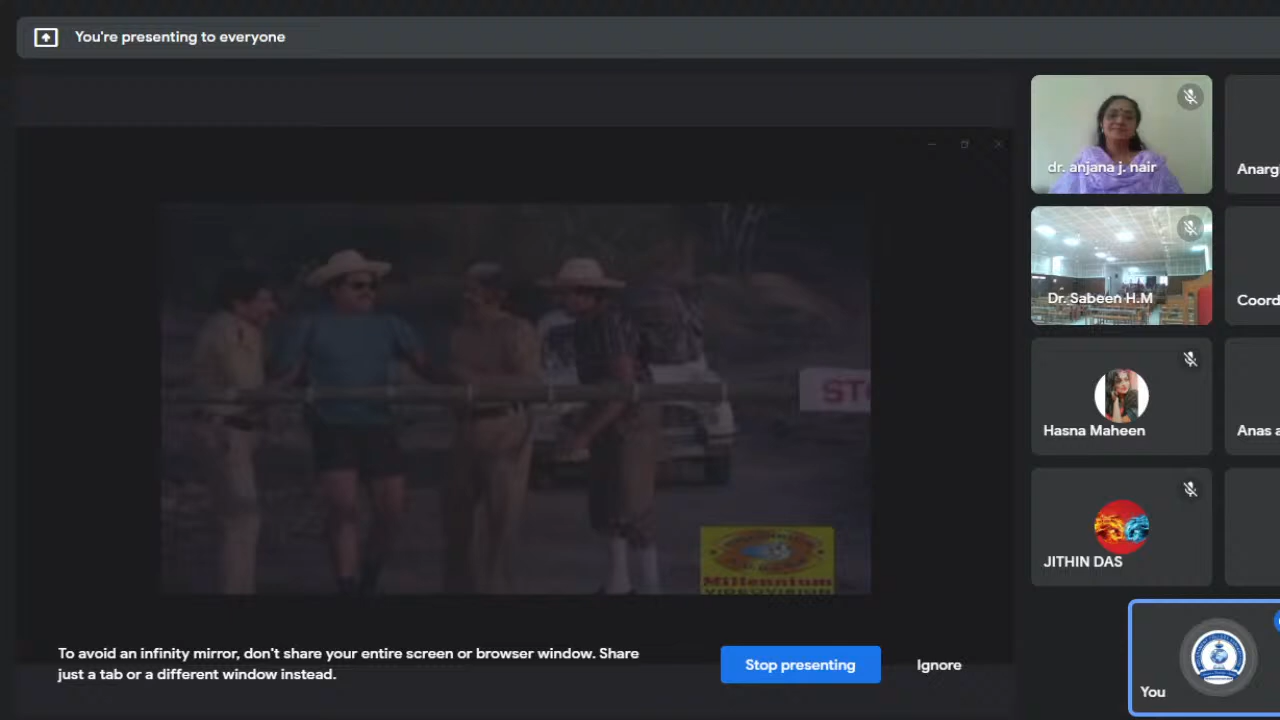 You're presenting to everyone
dr. anjana j. nair
Anarg
Dr. Sabeen H.M
Coord
Hasna Maheen
Anas a
JITHIN DAS
STO
Millennium
To avoid an infinity mirror, don't share your entire screen or browser window. Share
just a tab or a different window instead.
Stop presenting
Ignore
You